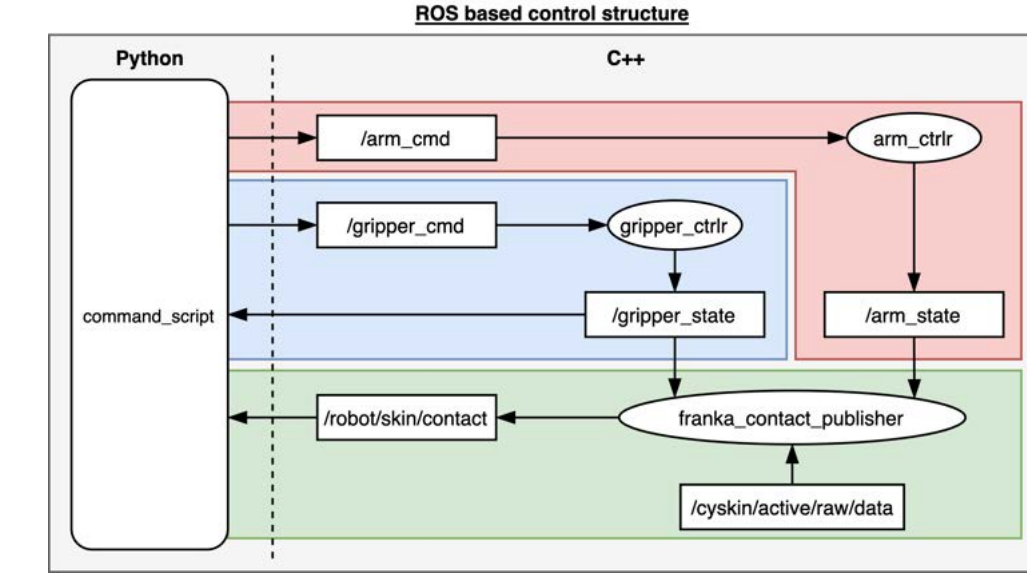 ROS based control structure
Python
C++
/arm_cmd
arm_ctrlr
/gripper_cmd
gripper_ctrlr
command_script
/gripper_state
/arm_state
/robot/skin/contact
franka_contact_publisher
/cyskin/active/raw/data